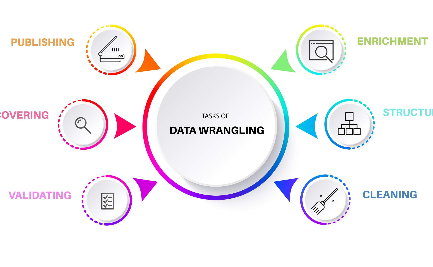 PUBLISHING
ENRICHMENT
COVERING
STRUCTU
TASKS OF
DATA WRANGLING
VALIDATING
CLEANING